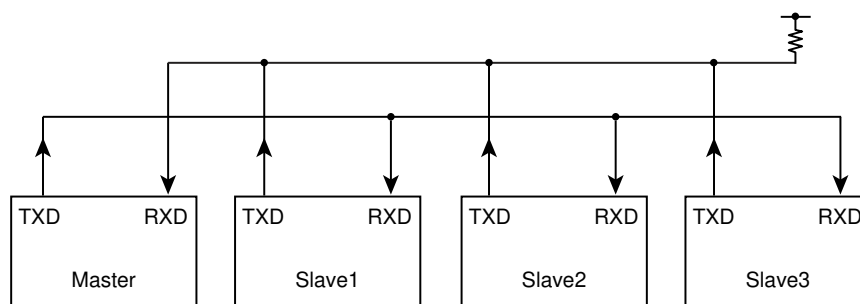 TXD RXD TXD RXD TXD RXD TXD RXD
Master Slave1 Slave2 Slave3